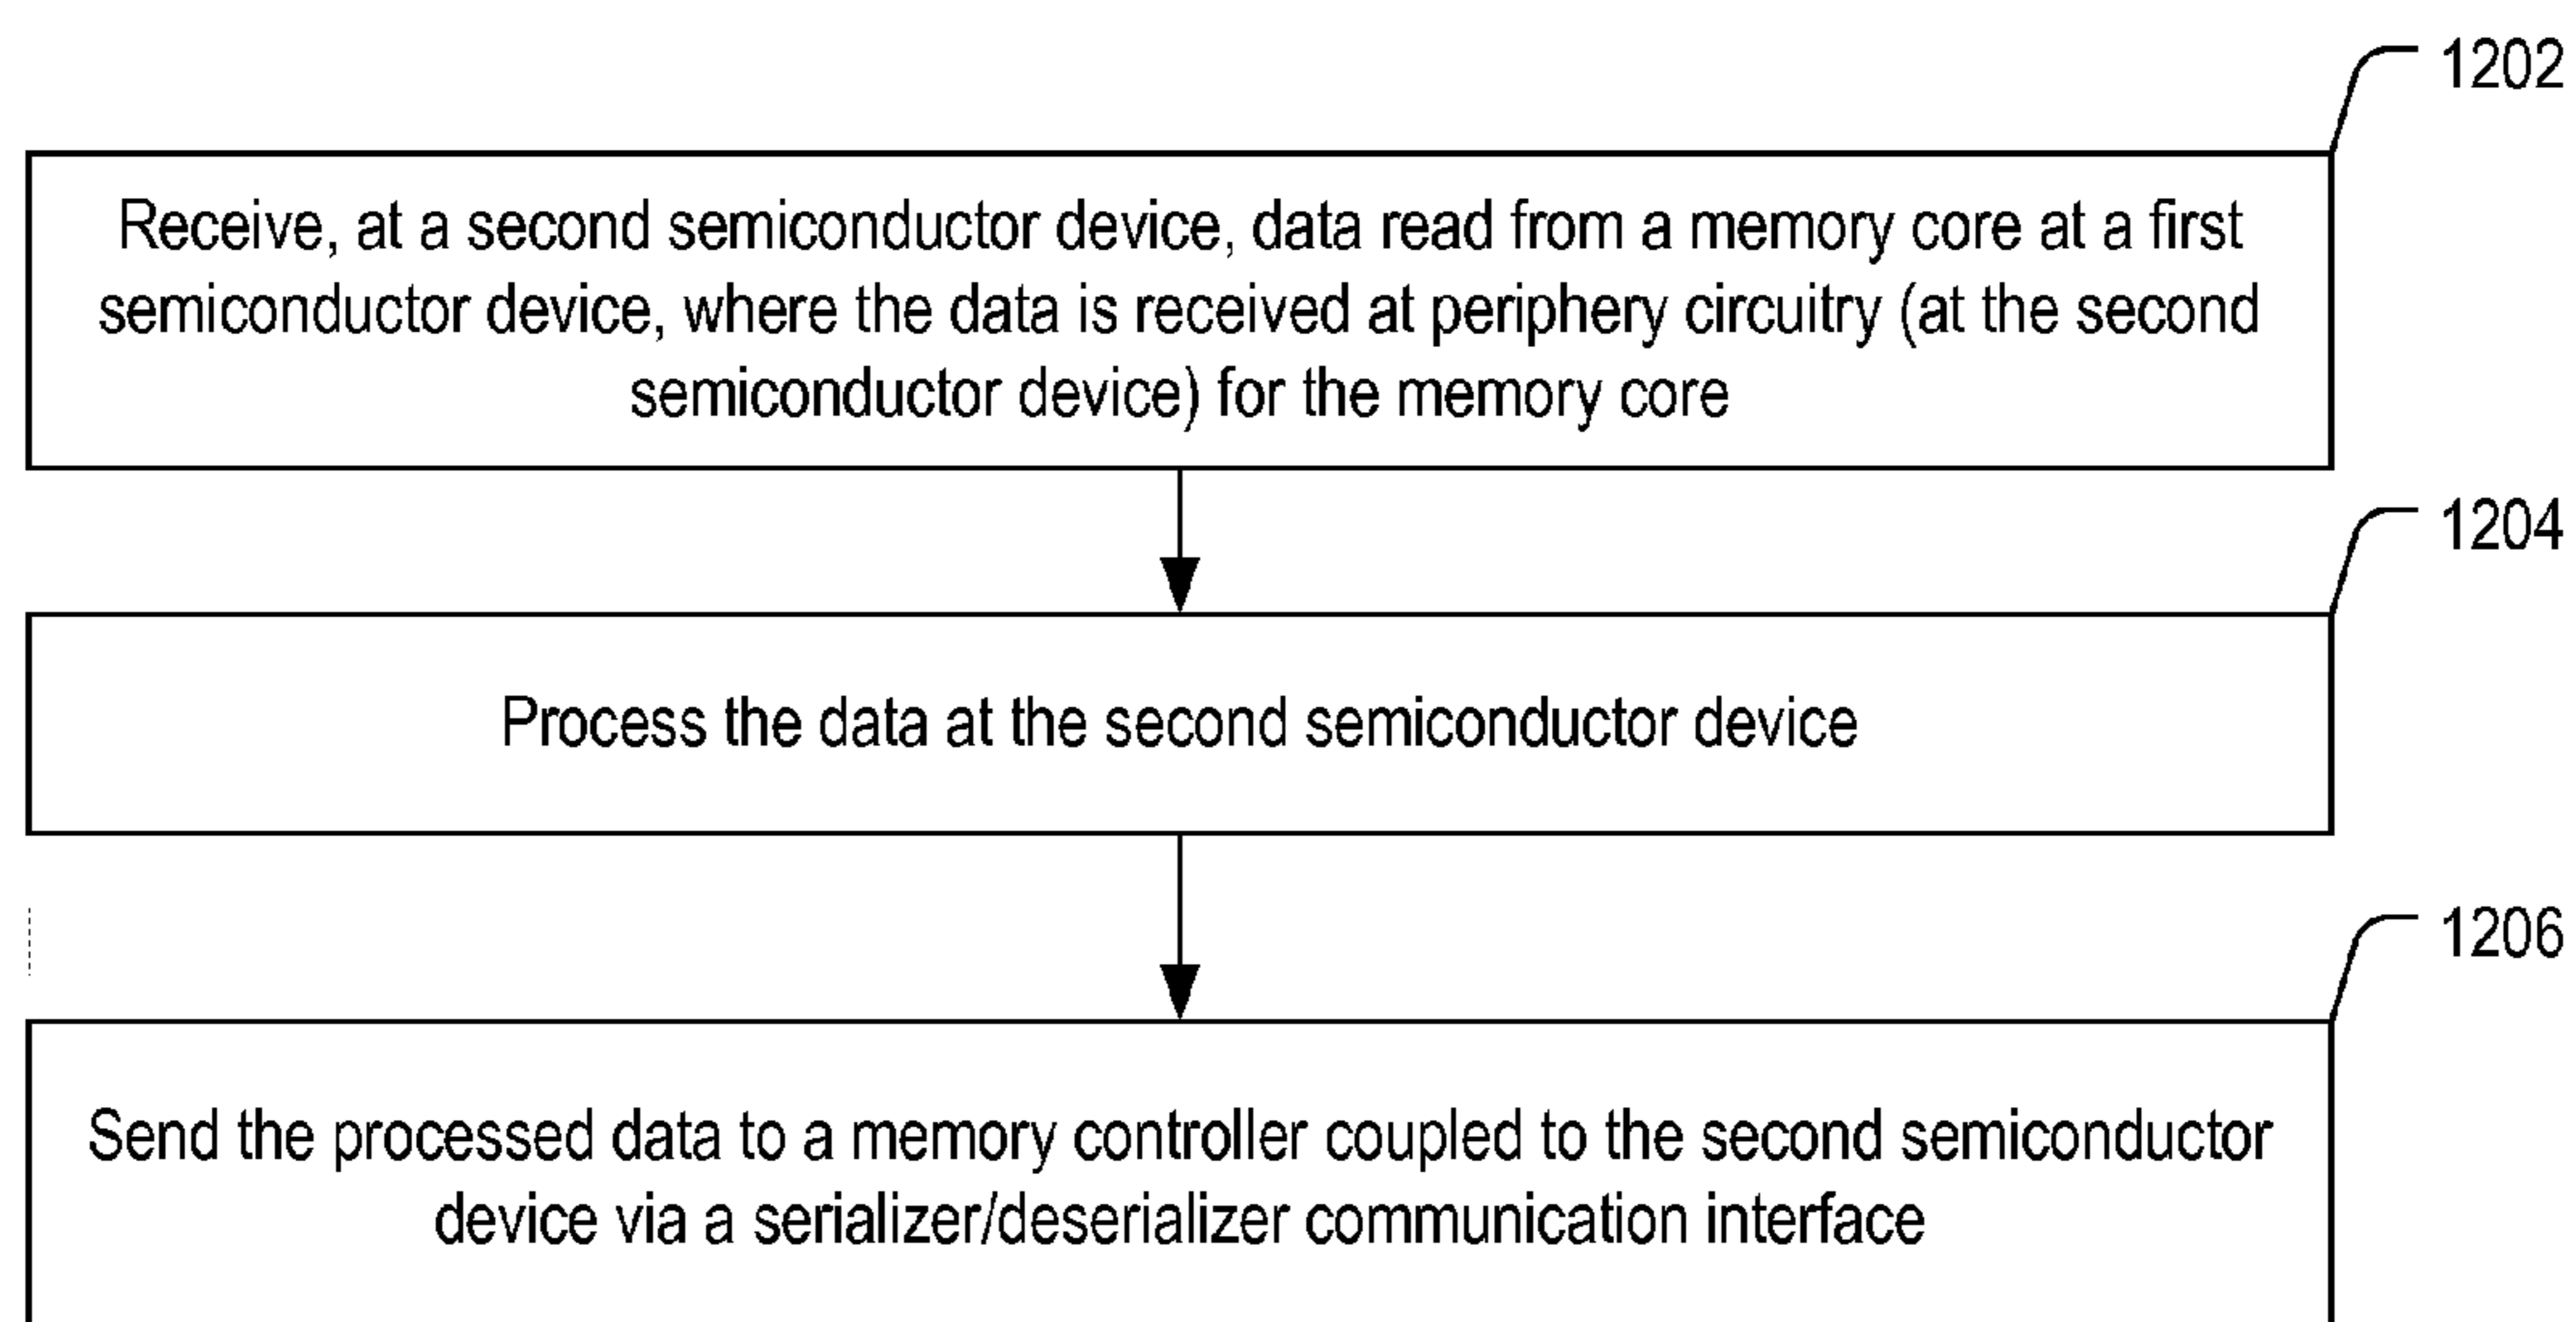 1202
Receive, at a second semiconductor device, data read from a memory core at a first
semiconductor device, where the data is received at periphery circuitry (at the second
semiconductor device) for the memory core
1204
Process the data at the second semiconductor device
1206
Send the processed data to a memory controller coupled to the second semiconductor
device via a serializer/deserializer communication interface